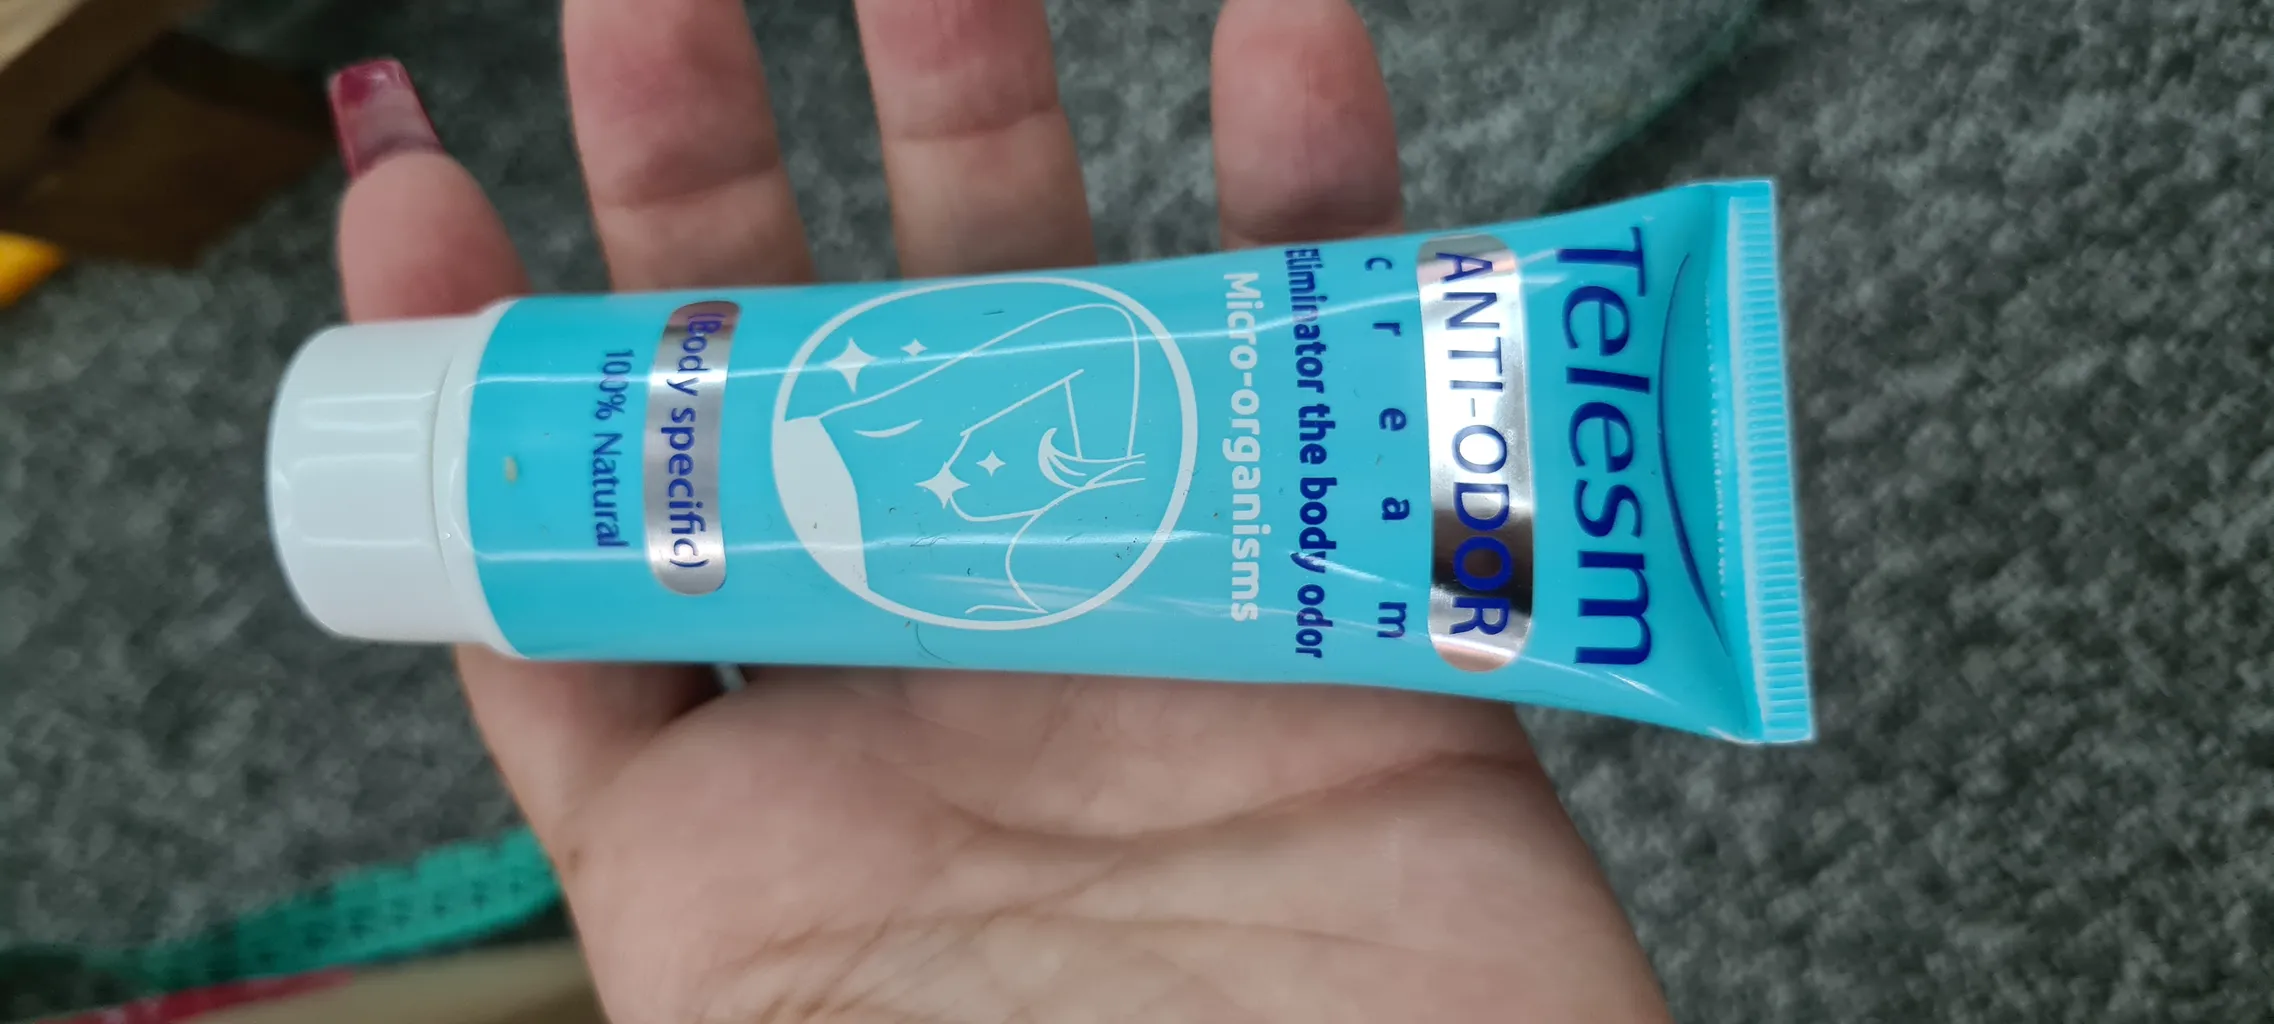 Telesm
ANTI-ODOR
cream
Eliminator the body odor
Micro-organisms
(Body specific)
100% Natural